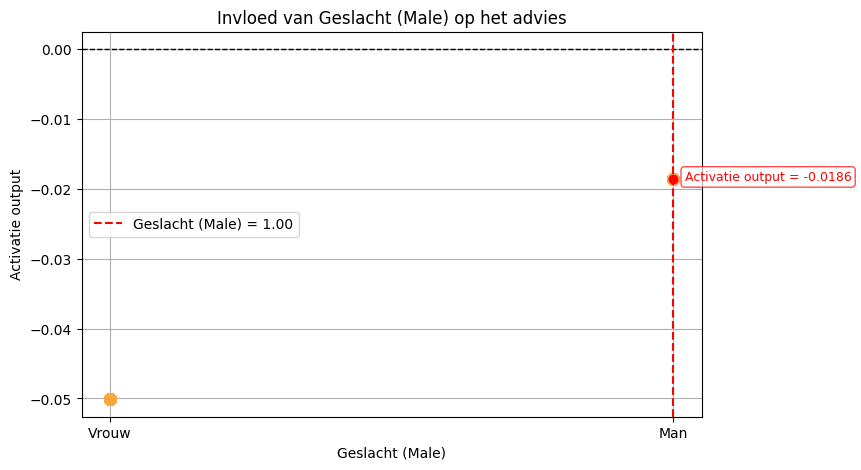 Invloed van Geslacht (Male) op het advies
0.00
−0.01
−0.02
−0.03
−0.04
−0.05
Activatie output
Activatie output = -0.0186
Geslacht (Male) = 1.00
Vrouw
Man
Geslacht (Male)